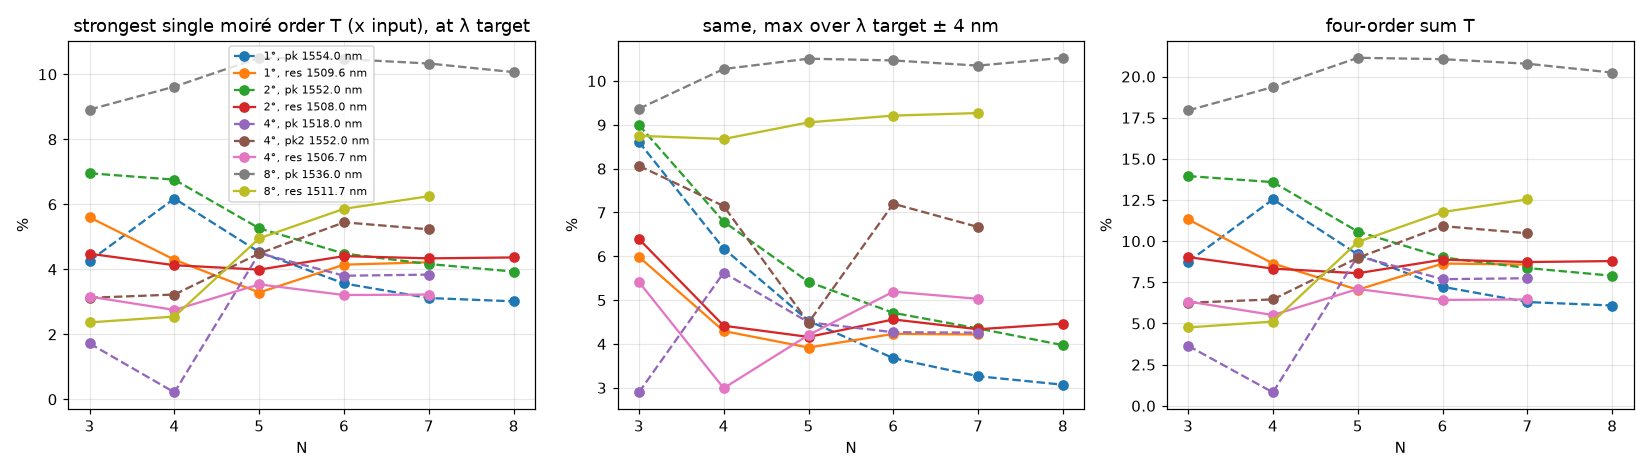 strongest single moiré order T (x input), at λ target
%
10
8
6
4
2
0
3 4 5 6 7 8
N
1°, pk 1554.0 nm
1°, res 1509.6 nm
2°, pk 1552.0 nm
2°, res 1508.0 nm
4°, pk 1518.0 nm
4°, pk2 1552.0 nm
4°, res 1506.7 nm
8°, pk 1536.0 nm
8°, res 1511.7 nm
same, max over λ target ± 4 nm
%
10
9
8
7
6
5
4
3
3 4 5 6 7 8
N
four-order sum T
%
20.0
17.5
15.0
12.5
10.0
7.5
5.0
2.5
0.0
3 4 5 6 7 8
N